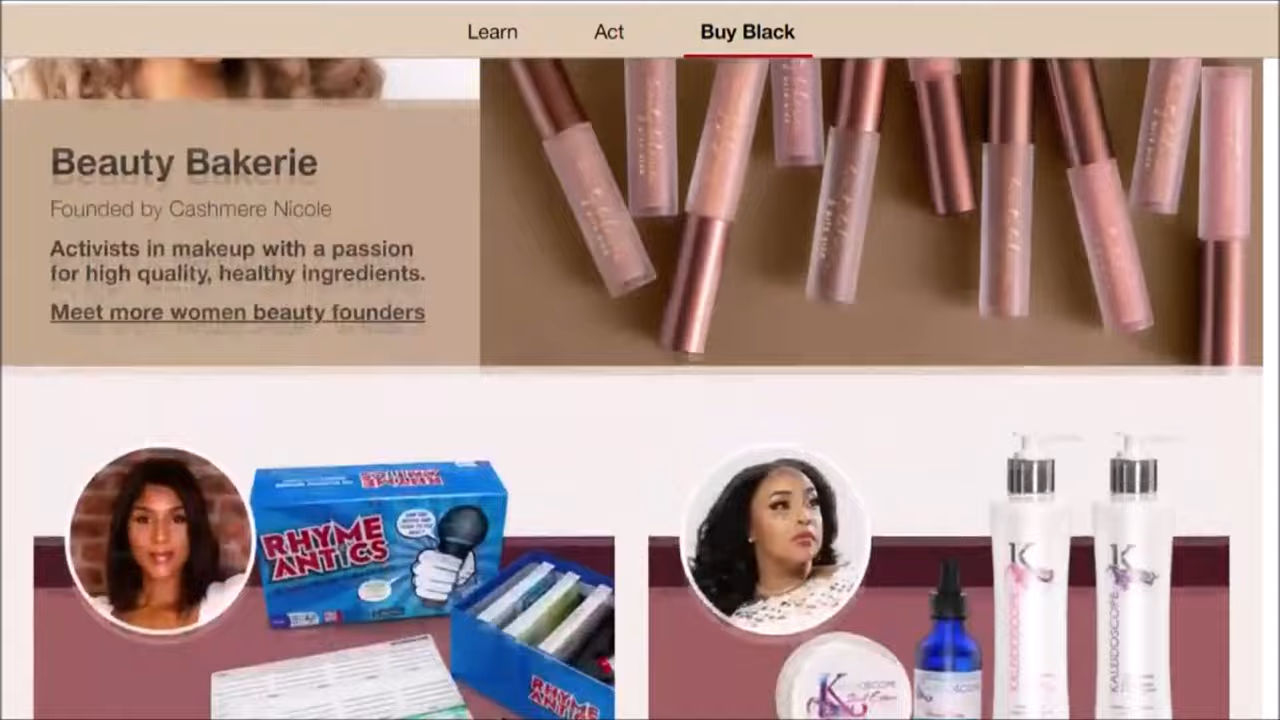 Learn
Act
Buy Black
Beauty Bakerie
Founded by Cashmere Nicole
Activists in makeup with a passion
for high quality, healthy ingredients.
Meet more women beauty founders
RHYME
ANTICS
K
KALEIDOSCOPE
K
KALEIDOSCOPE
K
RHYME